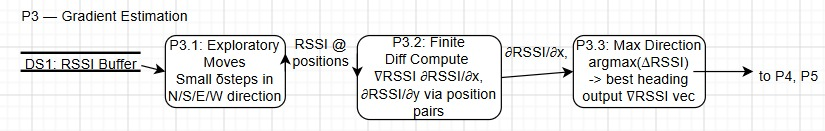 P3 — Gradient Estimation
DS1: RSSI Buffer
P3.1: Exploratory
Moves
Small δsteps in
N/S/E/W direction
RSSI @
positions
P3.2: Finite
Diff Compute
∇RSSI ∂RSSI/∂x,
∂RSSI/∂y via position
pairs
∂RSSI/∂x,
P3.3: Max Direction
argmax(ΔRSSI)
-> best heading
output ∇RSSI vec
to P4, P5